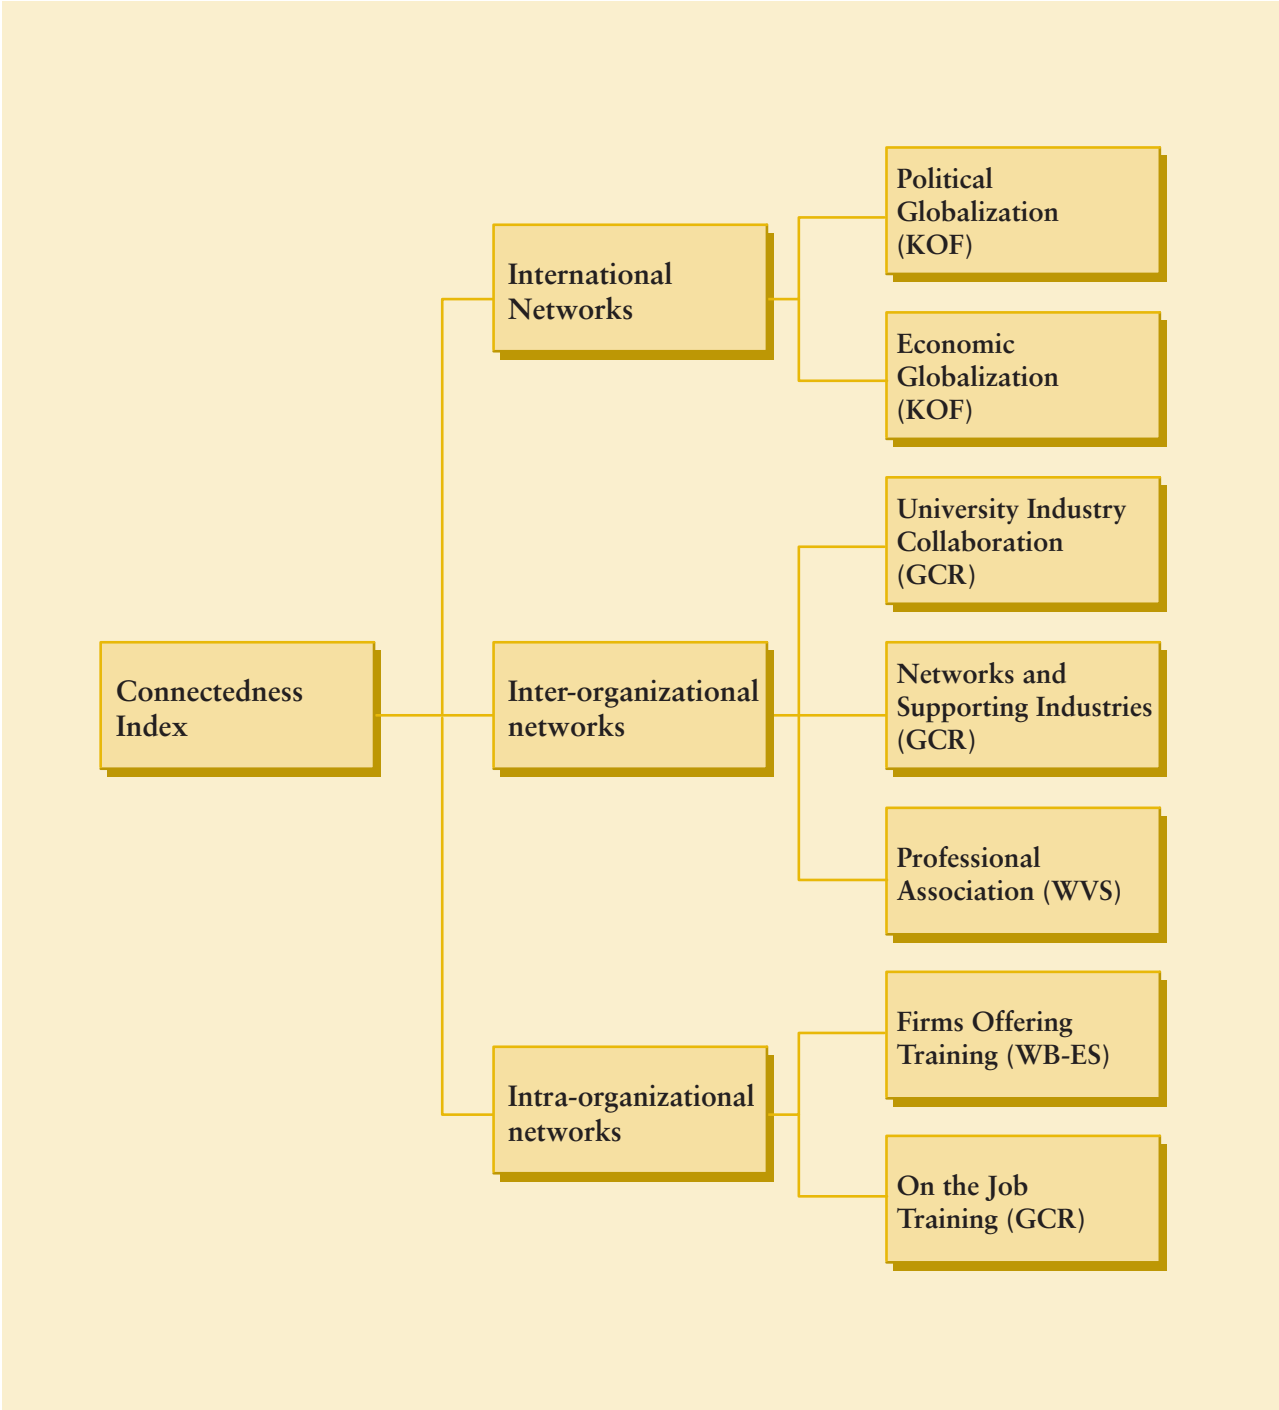 Connectedness
Index
International
Networks
Political
Globalization
(KOF)
Economic
Globalization
(KOF)
Inter-organizational
networks
University Industry
Collaboration
(GCR)
Networks and
Supporting Industries
(GCR)
Professional
Association (WVS)
Intra-organizational
networks
Firms Offering
Training (WB-ES)
On the Job
Training (GCR)